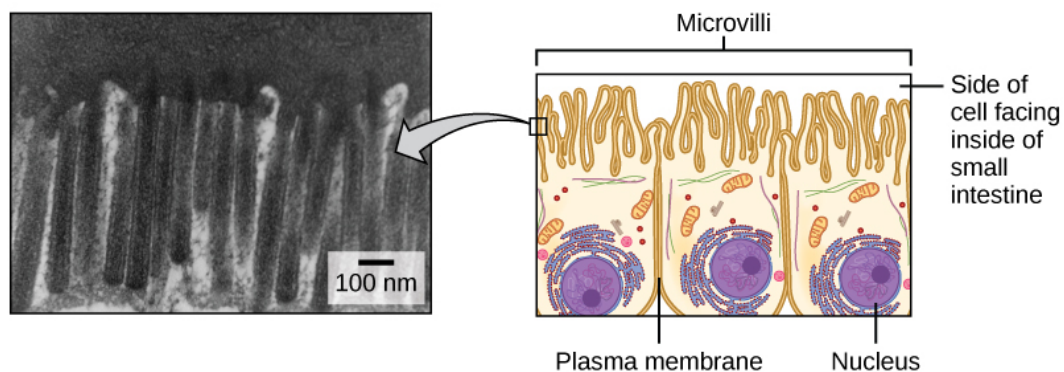 Microvilli
Side of
cell facing
inside of
small
intestine
100 nm
Plasma membrane
Nucleus